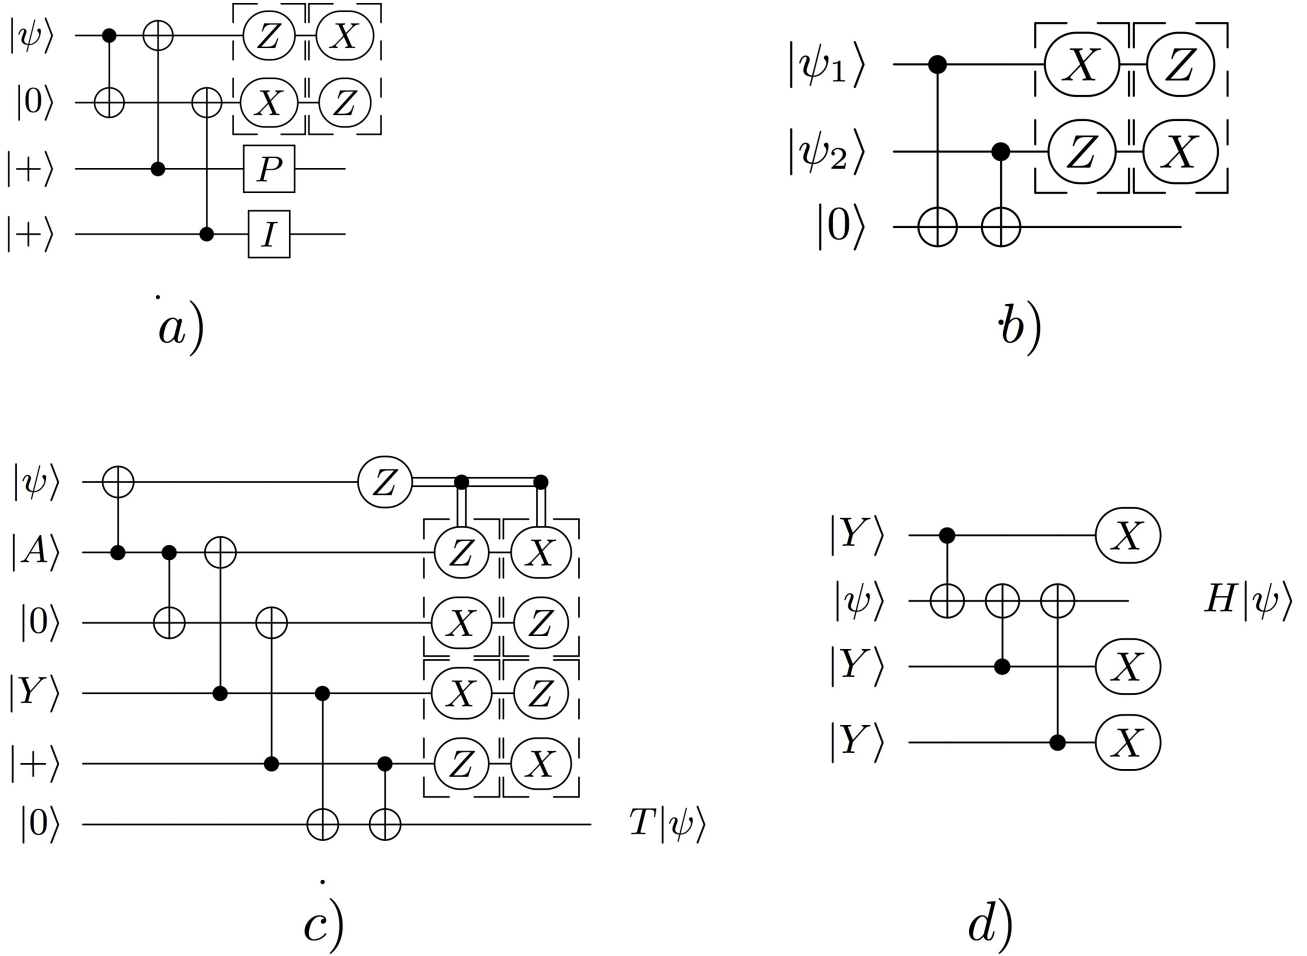 |ψ⟩ Z X
|0⟩ X Z
|+⟩ P
|+⟩ I
a)
|ψ₁⟩ X Z
|ψ₂⟩ Z X
|0⟩
b)
|ψ⟩ Z
|A⟩ Z X
|0⟩ X Z
|Y⟩ X Z
|+⟩ Z X
|0⟩ T|ψ⟩
c)
|Y⟩ X
|ψ⟩ H|ψ⟩
|Y⟩ X
|Y⟩ X
d)